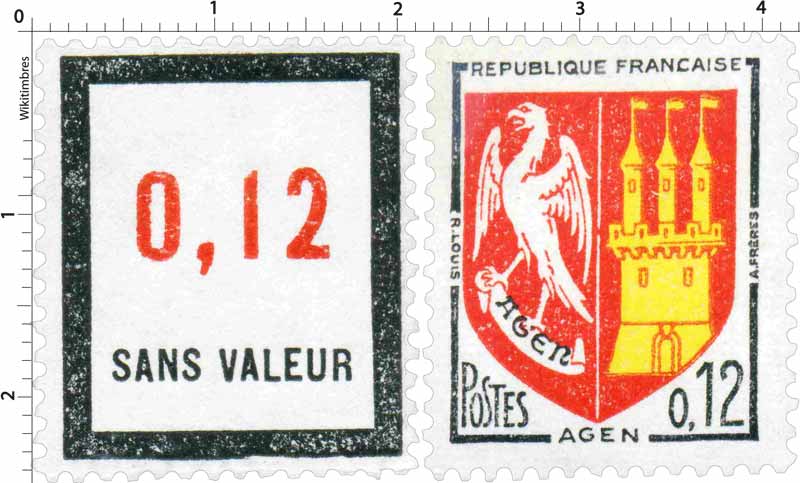 0 1 2 3 4
Wikitimbres
1
2
0,12
SANS VALEUR
REPUBLIQUE FRANCAISE
R.LOUIS
A.FRÈRES
AGEN
POSTES
0,12
AGEN